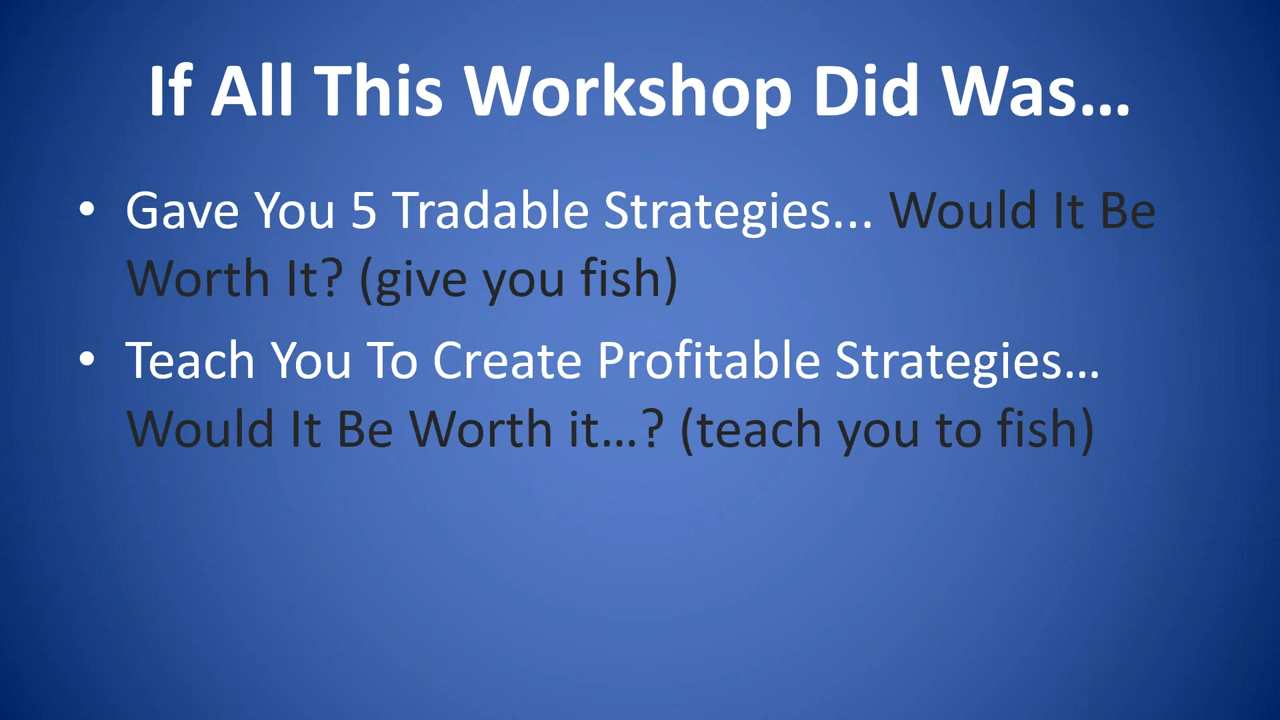 If All This Workshop Did Was…
• Gave You 5 Tradable Strategies... Would It Be
Worth It? (give you fish)
• Teach You To Create Profitable Strategies…
Would It Be Worth it…? (teach you to fish)